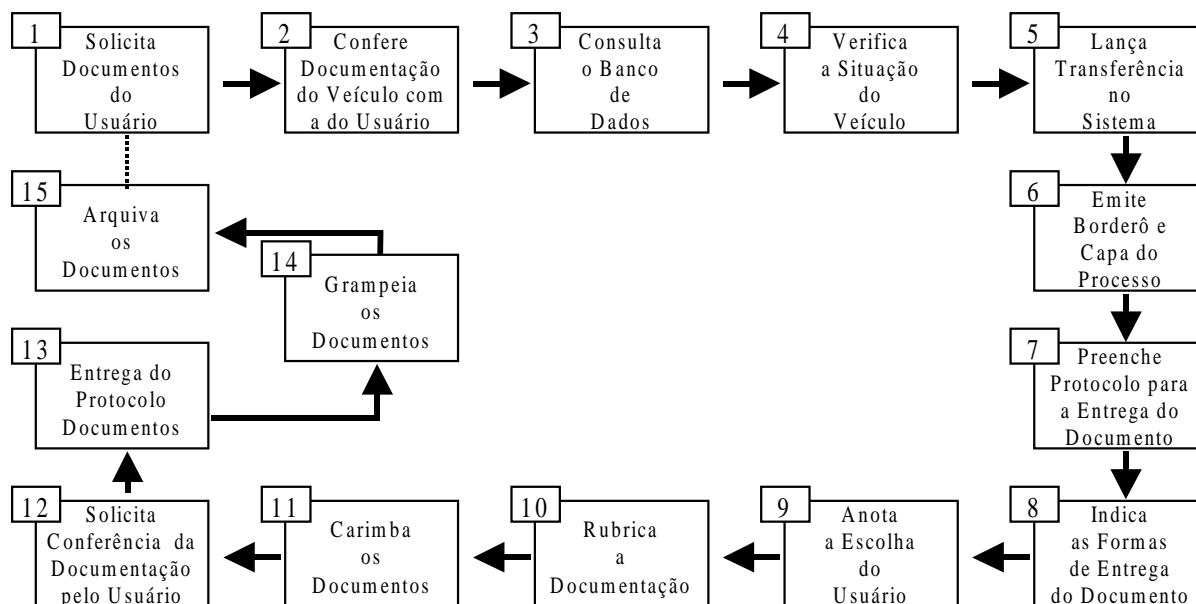 1
Solicita
Documentos
do
Usuário
2
Confere
Documentação
do Veículo com
a do Usuário
3
Consulta
o Banco
de
Dados
4
Verifica
a Situação
do
Veículo
5
Lança
Transferência
no
Sistema
6
Emite
Borderô e
Capa do
Processo
7
Preenche
Protocolo para
a Entrega do
Documento
8
Indica
as Formas
de Entrega
do Documento
9
Anota
a Escolha
do
Usuário
10
Rubrica
a
Documentação
11
Carimba
os
Documentos
12
Solicita
Conferência da
Documentação
pelo Usuário
13
Entrega do
Protocolo
Documentos
14
Grampeia
os
Documentos
15
Arquiva
os
Documentos